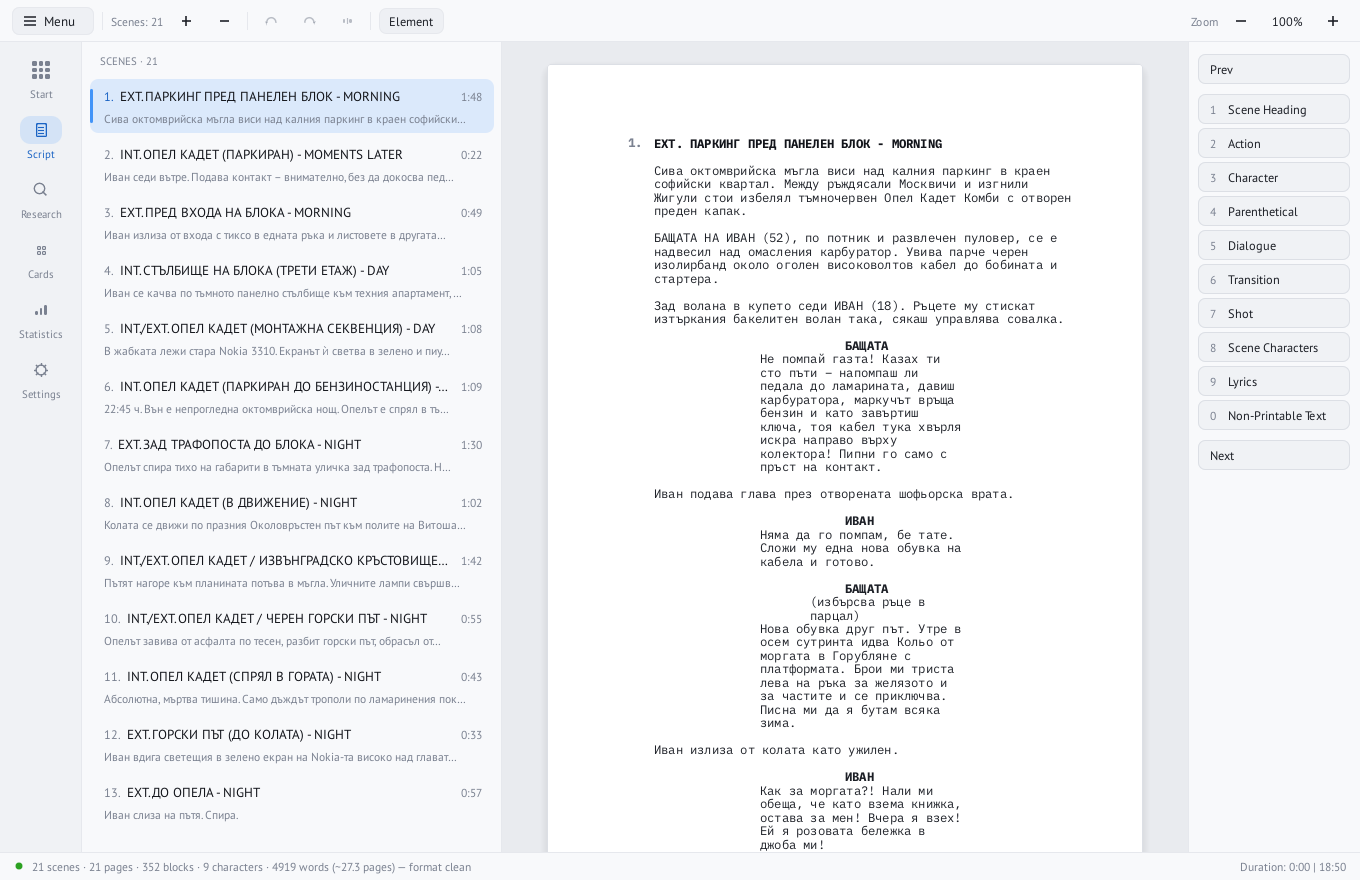 Menu
Scenes: 21
Element
Zoom
100%
Start
Script
Research
Cards
Statistics
Settings
SCENES · 21
1. EXT.ПАРКИНГ ПРЕД ПАНЕЛЕН БЛОК - MORNING 1:48
Сива октомврийска мъгла виси над калния паркинг в краен софийски...
2. INT.ОПЕЛ КАДЕТ (ПАРКИРАН) - MOMENTS LATER 0:22
Иван седи вътре. Подава контакт – внимателно, без да докосва пед...
3. EXT.ПРЕД ВХОДА НА БЛОКА - MORNING 0:49
Иван излиза от входа с тиксо в едната ръка и листовете в другата...
4. INT.СТЪЛБИЩЕ НА БЛОКА (ТРЕТИ ЕТАЖ) - DAY 1:05
Иван се качва по тъмното панелно стълбище към техния апартамент, ...
5. INT./EXT.ОПЕЛ КАДЕТ (МОНТАЖНА СЕКВЕНЦИЯ) - DAY 1:08
В жабката лежи стара Nokia 3310. Екранът ѝ светва в зелено и пиу...
6. INT.ОПЕЛ КАДЕТ (ПАРКИРАН ДО БЕНЗИНОСТАНЦИЯ) -... 1:09
22:45 ч. Вън е непрогледна октомврийска нощ. Опелът е спрял в тъ...
7. EXT.ЗАД ТРАФОПОСТА ДО БЛОКА - NIGHT 1:30
Опелът спира тихо на габарити в тъмната уличка зад трафопоста. Н...
8. INT.ОПЕЛ КАДЕТ (В ДВИЖЕНИЕ) - NIGHT 1:02
Колата се движи по празния Околовръстен път към полите на Витоша...
9. INT./EXT.ОПЕЛ КАДЕТ / ИЗВЪНГРАДСКО КРЪСТОВИЩЕ... 1:42
Пътят нагоре към планината потъва в мъгла. Уличните лампи свършв...
10. INT./EXT.ОПЕЛ КАДЕТ / ЧЕРЕН ГОРСКИ ПЪТ - NIGHT 0:55
Опелът завива от асфалта по тесен, разбит горски път, обрасъл от...
11. INT.ОПЕЛ КАДЕТ (СПРЯЛ В ГОРАТА) - NIGHT 0:43
Абсолютна, мъртва тишина. Само дъждът трополи по ламаринения пок...
12. EXT.ГОРСКИ ПЪТ (ДО КОЛАТА) - NIGHT 0:33
Иван вдига светещия в зелено екран на Nokia-та високо над глават...
13. EXT.ДО ОПЕЛА - NIGHT 0:57
Иван слиза на пътя. Спира.
1. EXT. ПАРКИНГ ПРЕД ПАНЕЛЕН БЛОК - MORNING
Сива октомврийска мъгла виси над калния паркинг в краен
софийски квартал. Между ръждясали Москвичи и изгнили
Жигули стои избелял тъмночервен Опел Кадет Комби с отворен
преден капак.
БАЩАТА НА ИВАН (52), по потник и развлечен пуловер, се е
надвесил над омасления карбуратор. Увива парче черен
изолирбанд около оголен високоволтов кабел до бобината и
стартера.
Зад волана в купето седи ИВАН (18). Ръцете му стискат
изтъркания бакелитен волан така, сякаш управлява совалка.
БАЩАТА
Не помпай газта! Казах ти
сто пъти – напомпаш ли
педала до ламарината, давиш
карбуратора, маркучът връща
бензин и като завъртиш
ключа, тоя кабел тука хвърля
искра направо върху
колектора! Пипни го само с
пръст на контакт.
Иван подава глава през отворената шофьорска врата.
ИВАН
Няма да го помпам, бе тате.
Сложи му една нова обувка на
кабела и готово.
БАЩАТА
(избърсва ръце в
парцал)
Нова обувка друг път. Утре в
осем сутринта идва Кольо от
моргата в Горубляне с
платформата. Брои ми триста
лева на ръка за желязото и
за частите и се приключва.
Писна ми да я бутам всяка
зима.
Иван излиза от колата като ужилен.
ИВАН
Как за моргата?! Нали ми
обеща, че като взема книжка,
остава за мен! Вчера я взех!
Ей я розовата бележка в
джоба ми!
Prev
1 Scene Heading
2 Action
3 Character
4 Parenthetical
5 Dialogue
6 Transition
7 Shot
8 Scene Characters
9 Lyrics
0 Non-Printable Text
Next
21 scenes · 21 pages · 352 blocks · 9 characters · 4919 words (~27.3 pages) — format clean
Duration: 0:00 | 18:50